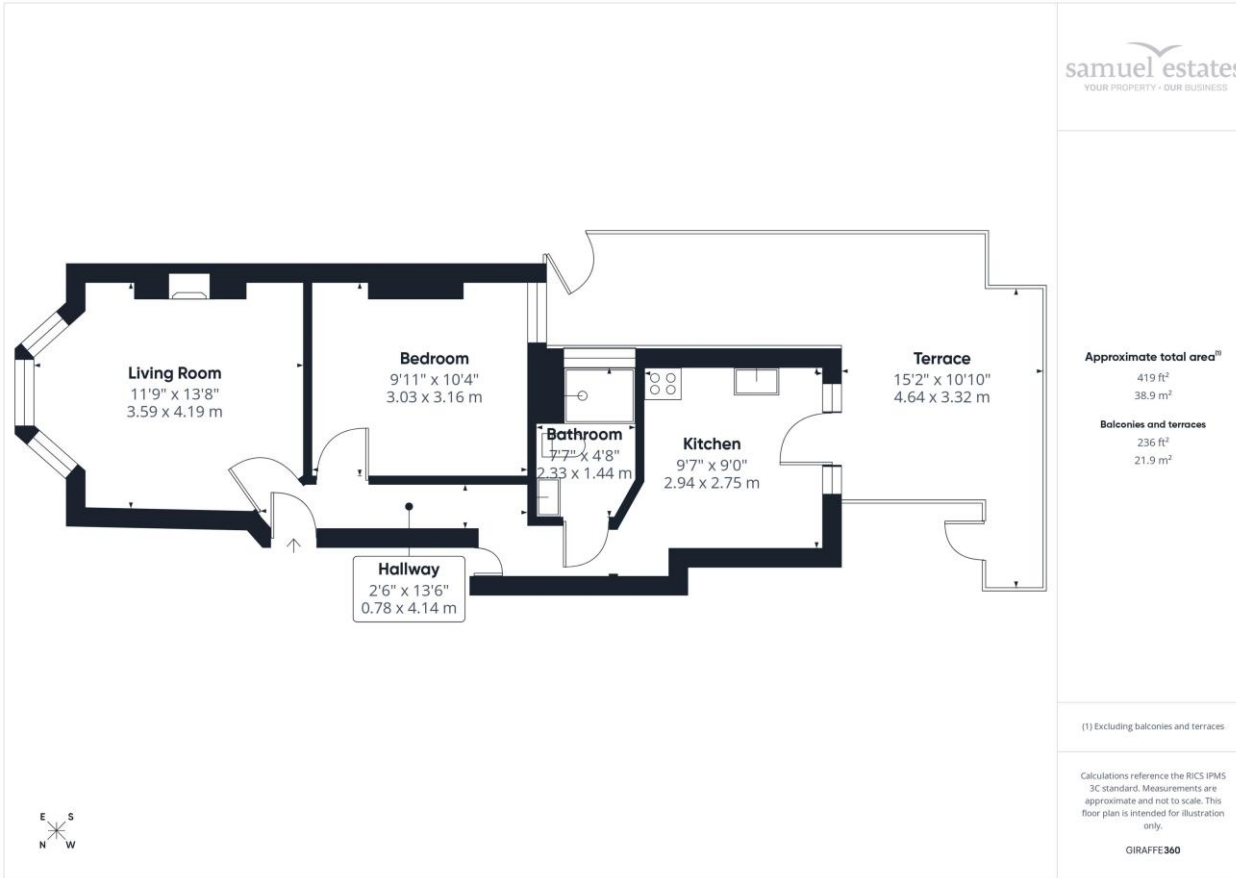 samuel estates
YOUR PROPERTY • OUR BUSINESS
Living Room
11'9" x 13'8"
3.59 x 4.19 m
Bedroom
9'11" x 10'4"
3.03 x 3.16 m
Bathroom
7'7" x 4'8"
2.33 x 1.44 m
Kitchen
9'7" x 9'0"
2.94 x 2.75 m
Terrace
15'2" x 10'10"
4.64 x 3.32 m
Hallway
2'6" x 13'6"
0.78 x 4.14 m
E S
N W
Approximate total area(1)
419 ft²
38.9 m²
Balconies and terraces
236 ft²
21.9 m²
(1) Excluding balconies and terraces
Calculations reference the RICS IPMS
3C standard. Measurements are
approximate and not to scale. This
floor plan is intended for illustration
only.
GIRAFFE360